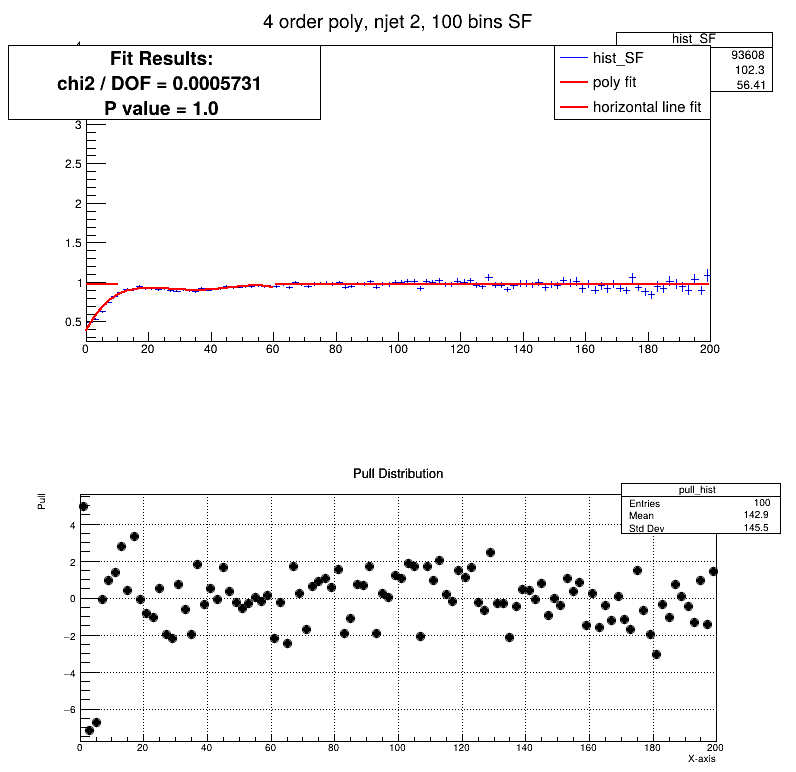 4 order poly, njet 2, 100 bins SF
hist_SF
93608
102.3
56.41
Fit Results:
chi2 / DOF = 0.0005731
P value = 1.0
hist_SF
poly fit
horizontal line fit
3
2.5
2
1.5
1
0.5
0 20 40 60 80 100 120 140 160 180 200
Pull Distribution
pull_hist
Entries 100
Mean 142.9
Std Dev 145.5
Pull
4
2
0
−2
−4
−6
0 20 40 60 80 100 120 140 160 180 200
X-axis